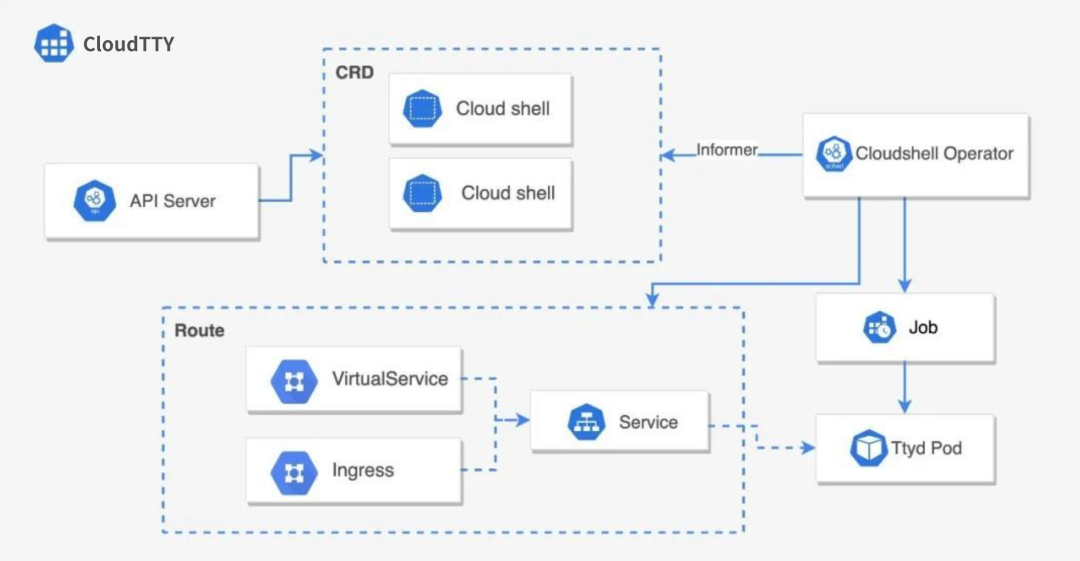 CloudTTY
CRD
Cloud shell
Cloud shell
API Server
Informer
Cloudshell Operator
Route
VirtualService
Ingress
Service
Job
Ttyd Pod